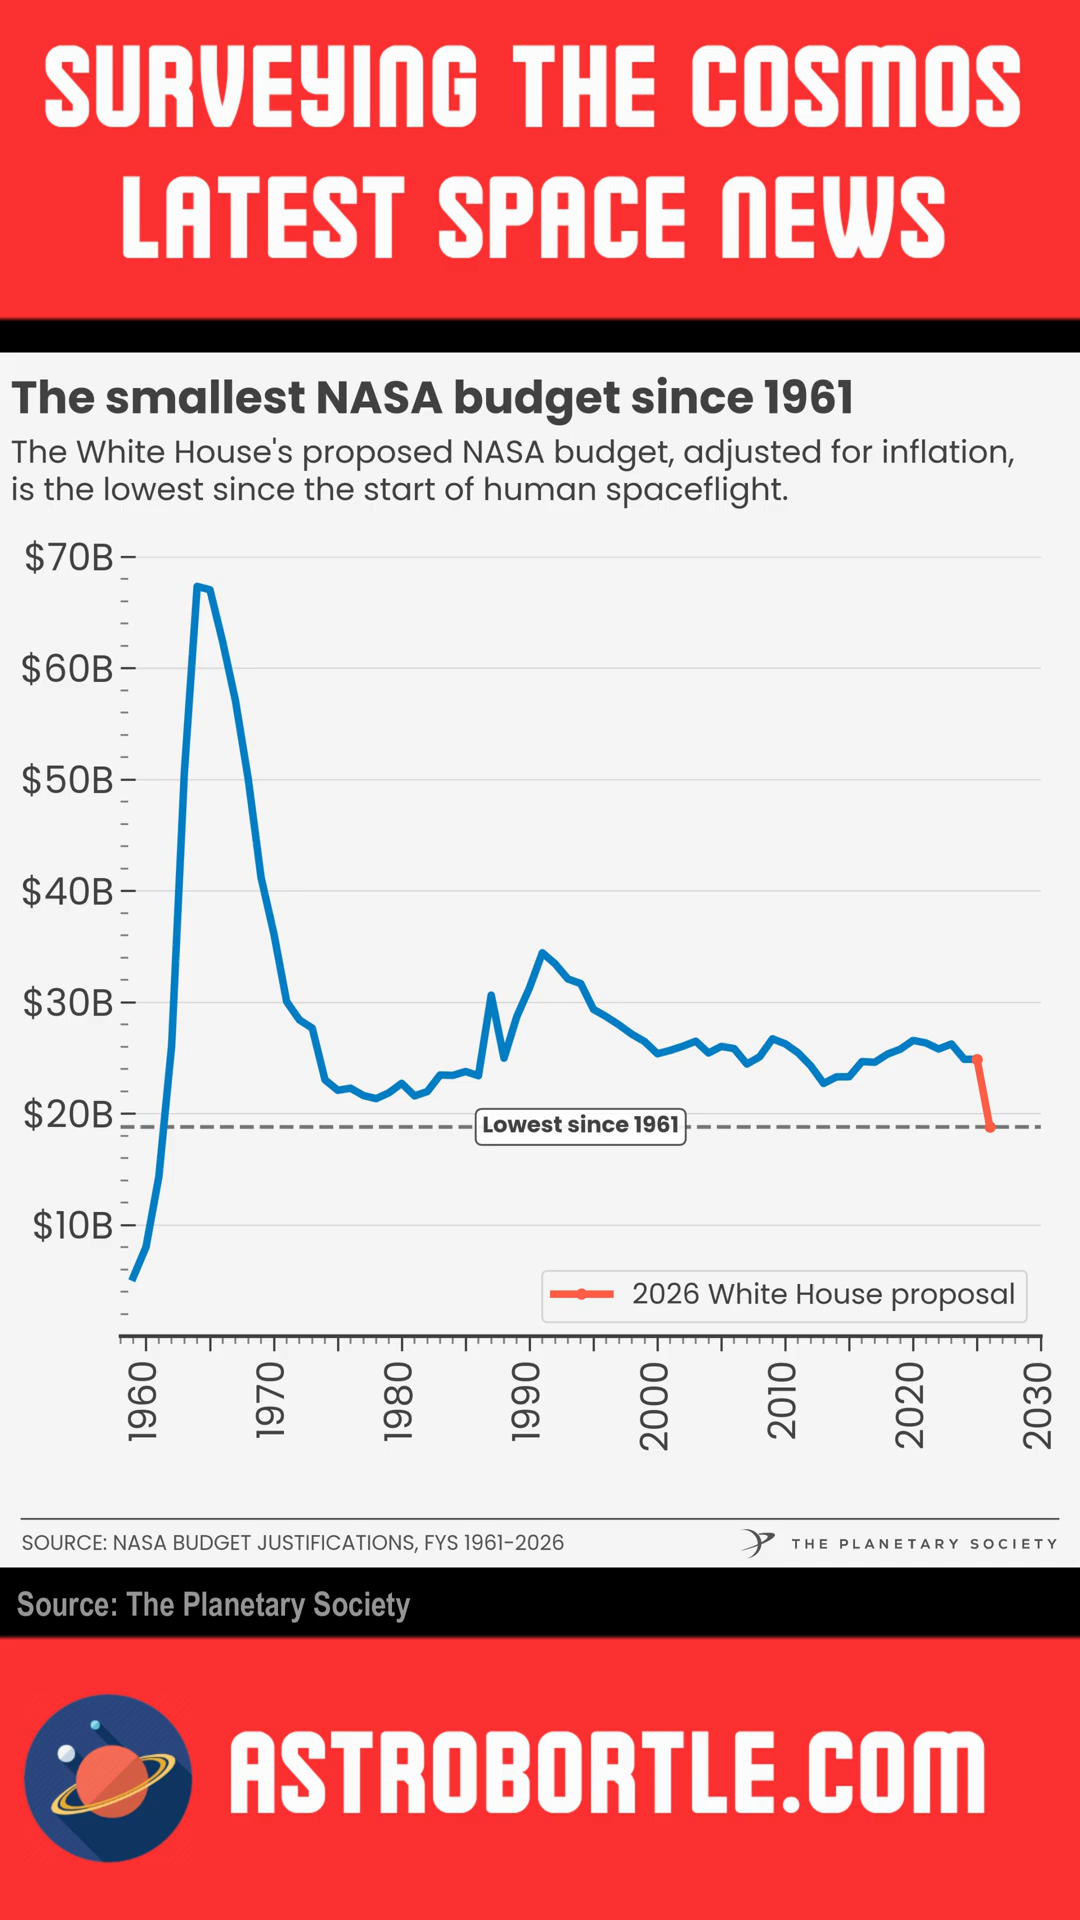 SURVEYING THE COSMOS
LATEST SPACE NEWS
The smallest NASA budget since 1961
The White House's proposed NASA budget, adjusted for inflation,
is the lowest since the start of human spaceflight.
$70B
$60B
$50B
$40B
$30B
$20B
Lowest since 1961
$10B
2026 White House proposal
1960
1970
1980
1990
2000
2010
2020
2030
SOURCE: NASA BUDGET JUSTIFICATIONS, FYS 1961-2026
THE PLANETARY SOCIETY
Source: The Planetary Society
ASTROBORTLE.COM